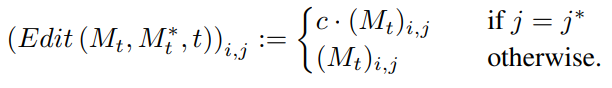 (Edit (M_t, M_t^*, t))_{i,j} := { c · (M_t)_{i,j} if j = j^*
(M_t)_{i,j} otherwise.